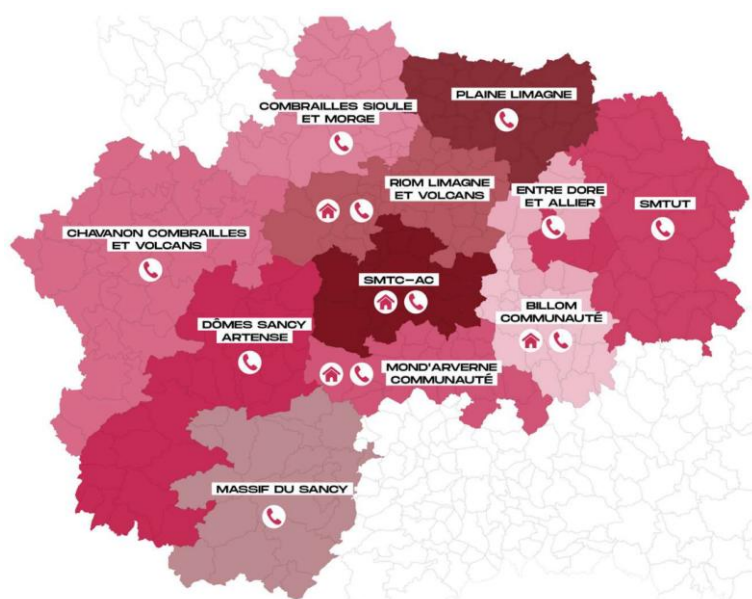 PLAINE LIMAGNE
COMBRAILLES SIOULE
ET MORGE
RIOM LIMAGNE
ET VOLCANS
ENTRE DORE
ET ALLIER
SMTUT
CHAVANON COMBRAILLES
ET VOLCANS
SMTC-AC
BILLOM
COMMUNAUTÉ
DÔMES SANCY
ARTENSE
MOND'ARVERNE
COMMUNAUTÉ
MASSIF DU SANCY